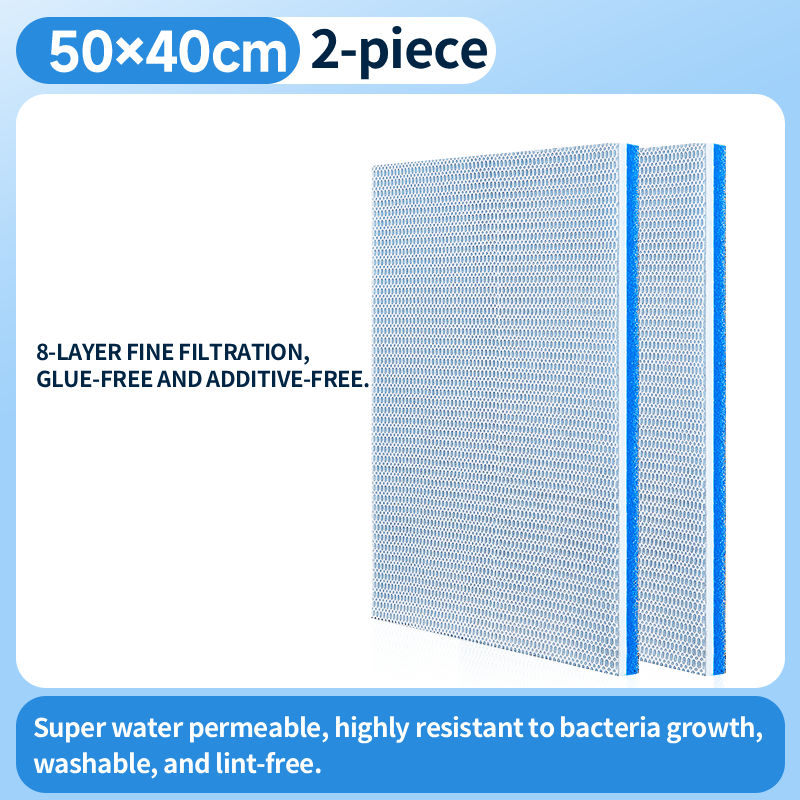 50×40cm 2-piece
8-LAYER FINE FILTRATION,
GLUE-FREE AND ADDITIVE-FREE.
Super water permeable, highly resistant to bacteria growth,
washable, and lint-free.